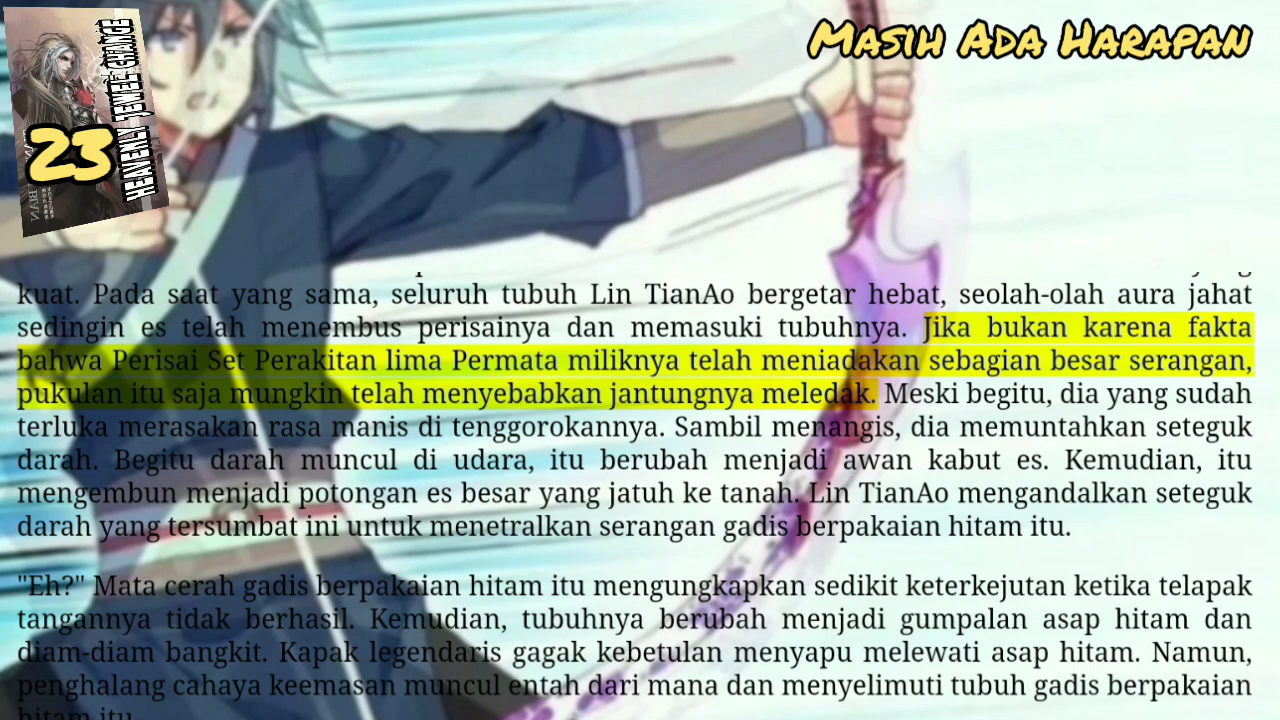 Masih Ada Harapan
HEAVENLY JEWEL CHANGE
23
kuat. Pada saat yang sama, seluruh tubuh Lin TianAo bergetar hebat, seolah-olah aura jahat
sedingin es telah menembus perisainya dan memasuki tubuhnya. Jika bukan karena fakta
bahwa Perisai Set Perakitan lima Permata miliknya telah meniadakan sebagian besar serangan,
pukulan itu saja mungkin telah menyebabkan jantungnya meledak. Meski begitu, dia yang sudah
terluka merasakan rasa manis di tenggorokannya. Sambil menangis, dia memuntahkan seteguk
darah. Begitu darah muncul di udara, itu berubah menjadi awan kabut es. Kemudian, itu
mengembun menjadi potongan es besar yang jatuh ke tanah. Lin TianAo mengandalkan seteguk
darah yang tersumbat ini untuk menetralkan serangan gadis berpakaian hitam itu.
"Eh?" Mata cerah gadis berpakaian hitam itu mengungkapkan sedikit keterkejutan ketika telapak
tangannya tidak berhasil. Kemudian, tubuhnya berubah menjadi gumpalan asap hitam dan
diam-diam bangkit. Kapak legendaris gagak kebetulan menyapu melewati asap hitam. Namun,
penghalang cahaya keemasan muncul entah dari mana dan menyelimuti tubuh gadis berpakaian
hitam itu.